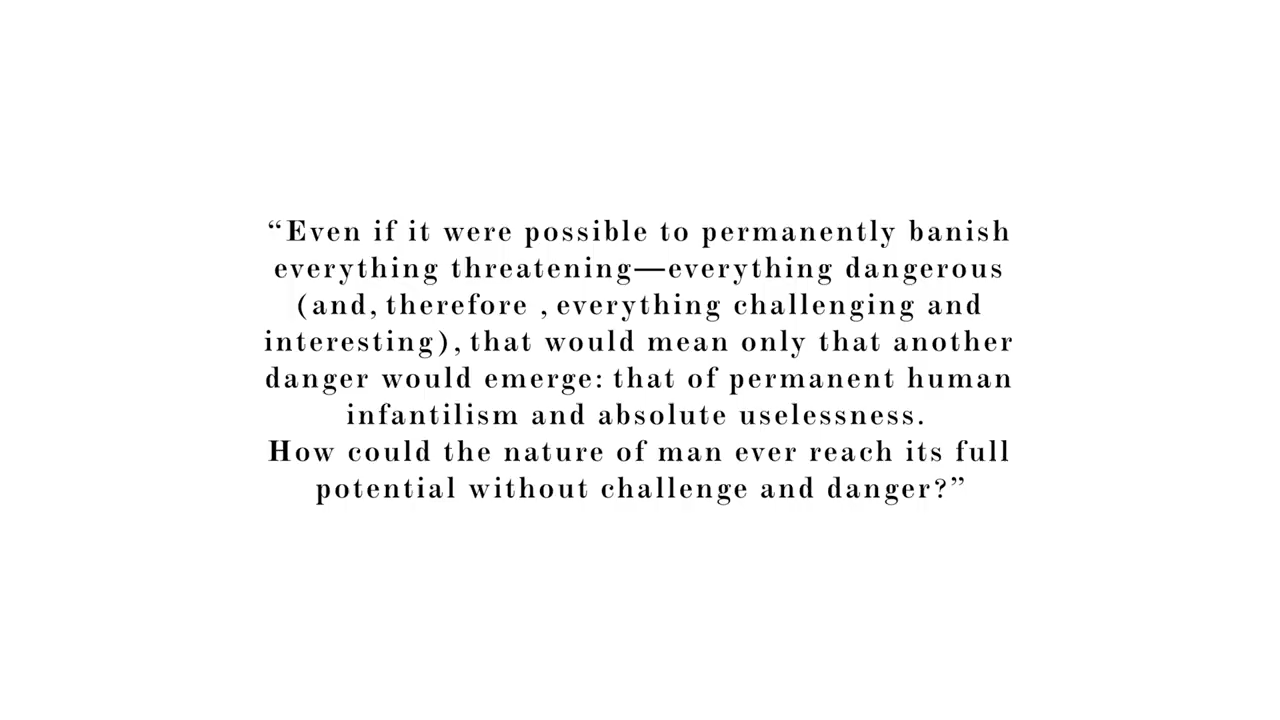 “Even if it were possible to permanently banish
everything threatening—everything dangerous
(and, therefore , everything challenging and
interesting), that would mean only that another
danger would emerge: that of permanent human
infantilism and absolute uselessness.
How could the nature of man ever reach its full
potential without challenge and danger?”